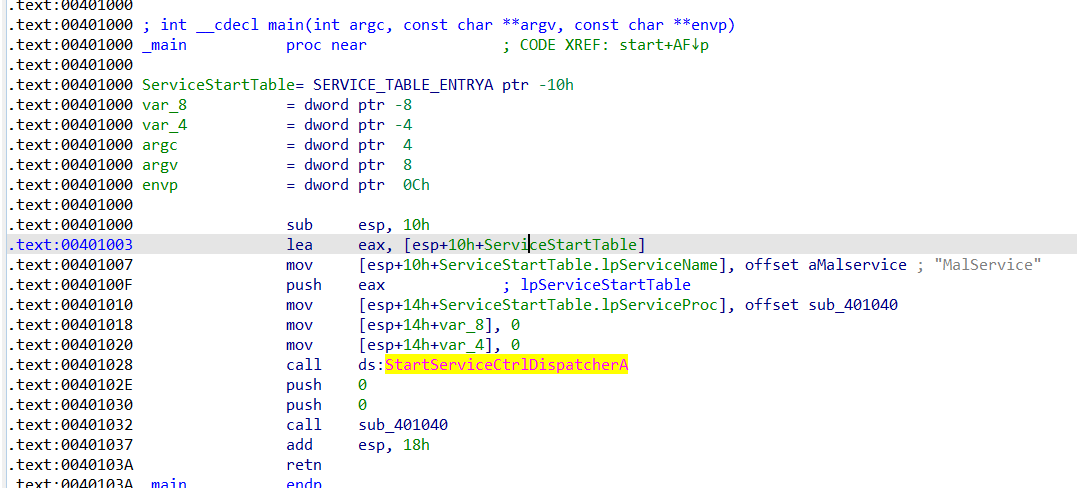 .text:00401000
.text:00401000 ; int __cdecl main(int argc, const char **argv, const char **envp)
.text:00401000 _main proc near ; CODE XREF: start+AF↓p
.text:00401000
.text:00401000 ServiceStartTable= SERVICE_TABLE_ENTRYA ptr -10h
.text:00401000 var_8 = dword ptr -8
.text:00401000 var_4 = dword ptr -4
.text:00401000 argc = dword ptr 4
.text:00401000 argv = dword ptr 8
.text:00401000 envp = dword ptr 0Ch
.text:00401000
.text:00401000 sub esp, 10h
.text:00401003 lea eax, [esp+10h+ServiceStartTable]
.text:00401007 mov [esp+10h+ServiceStartTable.lpServiceName], offset aMalservice ; "MalService"
.text:0040100F push eax ; lpServiceStartTable
.text:00401010 mov [esp+14h+ServiceStartTable.lpServiceProc], offset sub_401040
.text:00401018 mov [esp+14h+var_8], 0
.text:00401020 mov [esp+14h+var_4], 0
.text:00401028 call ds:StartServiceCtrlDispatcherA
.text:0040102E push 0
.text:00401030 push 0
.text:00401032 call sub_401040
.text:00401037 add esp, 18h
.text:0040103A retn
.text:0040103A _main endp